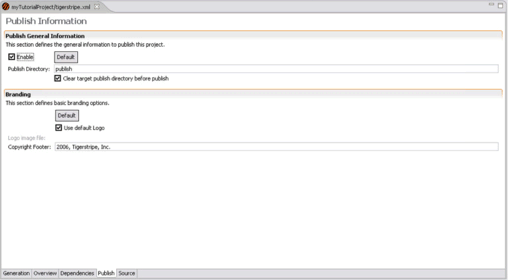 myTutorialProject/tigerstripe.xml
Publish Information
Publish General Information
This section defines the general information to publish this project.
Enable Default
Publish Directory: publish
Clear target publish directory before publish
Branding
This section defines basic branding options.
Default
Use default Logo
Logo Image File:
Copyright Footer: 2006, Tigerstripe, Inc.
Generation Overview Dependencies Publish Source